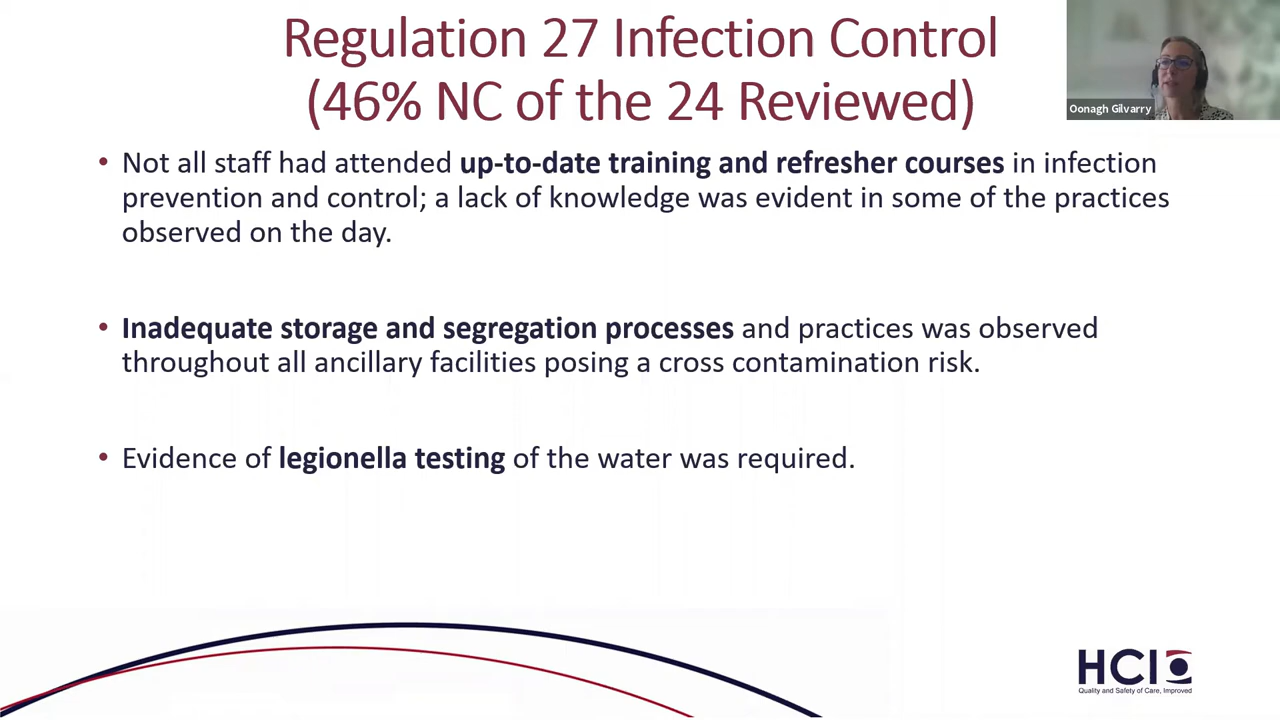 Regulation 27 Infection Control
(46% NC of the 24 Reviewed)
Oonagh Gilvarry
• Not all staff had attended up-to-date training and refresher courses in infection
prevention and control; a lack of knowledge was evident in some of the practices
observed on the day.
• Inadequate storage and segregation processes and practices was observed
throughout all ancillary facilities posing a cross contamination risk.
• Evidence of legionella testing of the water was required.
HCI
Quality and Safety of Care, Improved